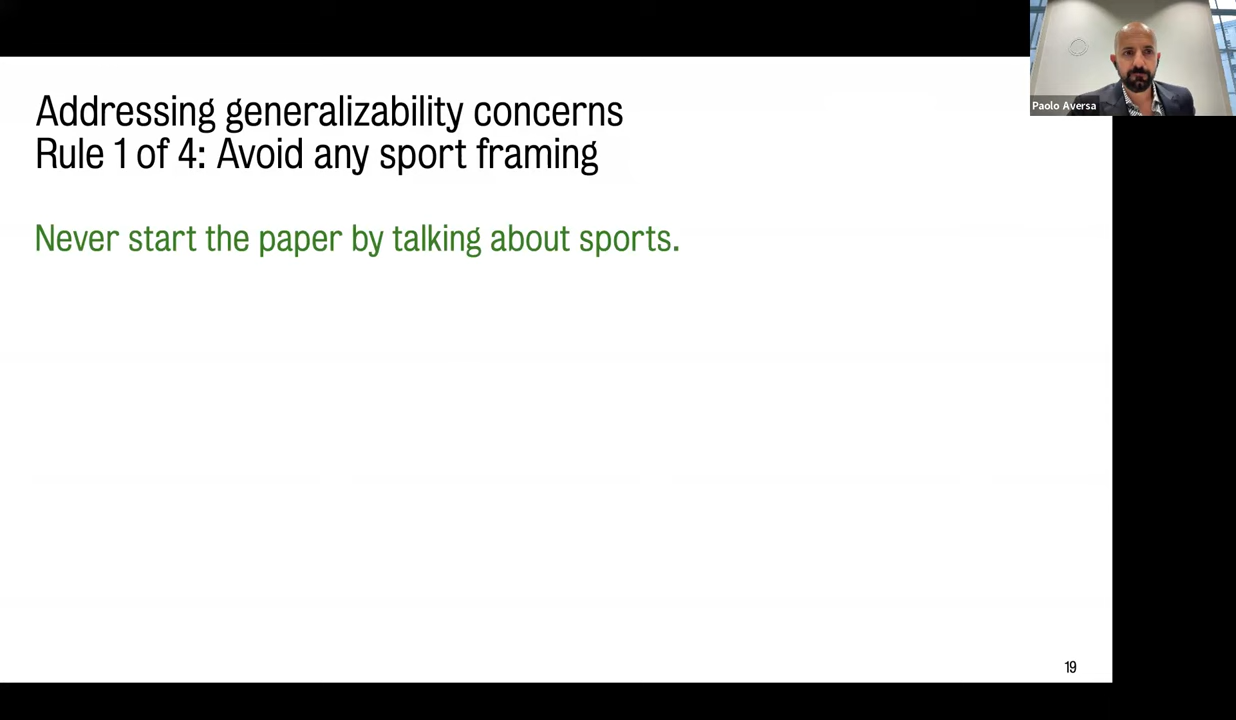 Addressing generalizability concerns
Rule 1 of 4: Avoid any sport framing
Never start the paper by talking about sports.
Paolo Aversa
19